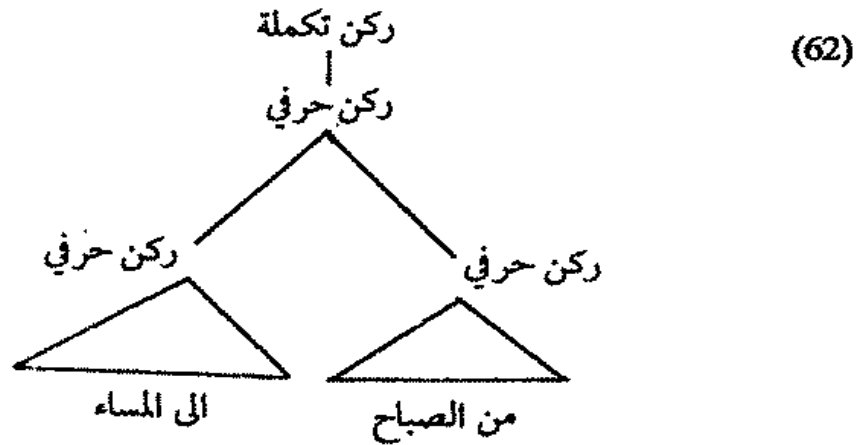 (62)
ركن تكملة
ركن حرفي
ركن حرفي
ركن حرفي
من الصباح
الى المساء